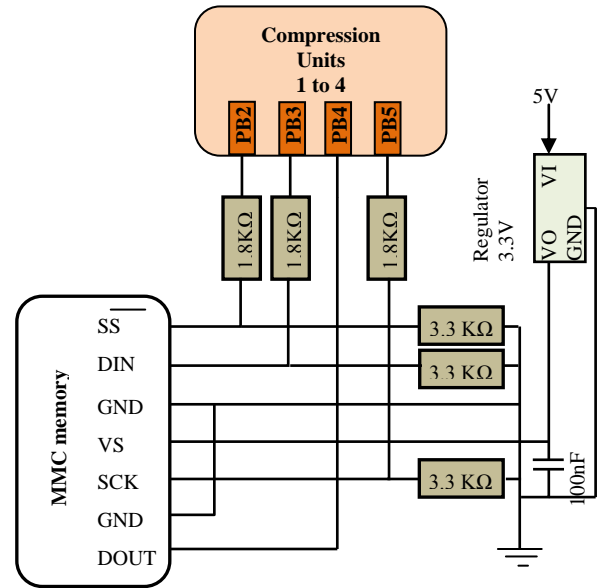 Compression
Units
1 to 4
PB2
PB3
PB4
PB5
5V
VI
VO
GND
Regulator
3.3V
1.8KΩ
1.8KΩ
1.8KΩ
MMC memory
SS
DIN
GND
VS
SCK
GND
DOUT
3.3 KΩ
3.3 KΩ
3.3 KΩ
100nF